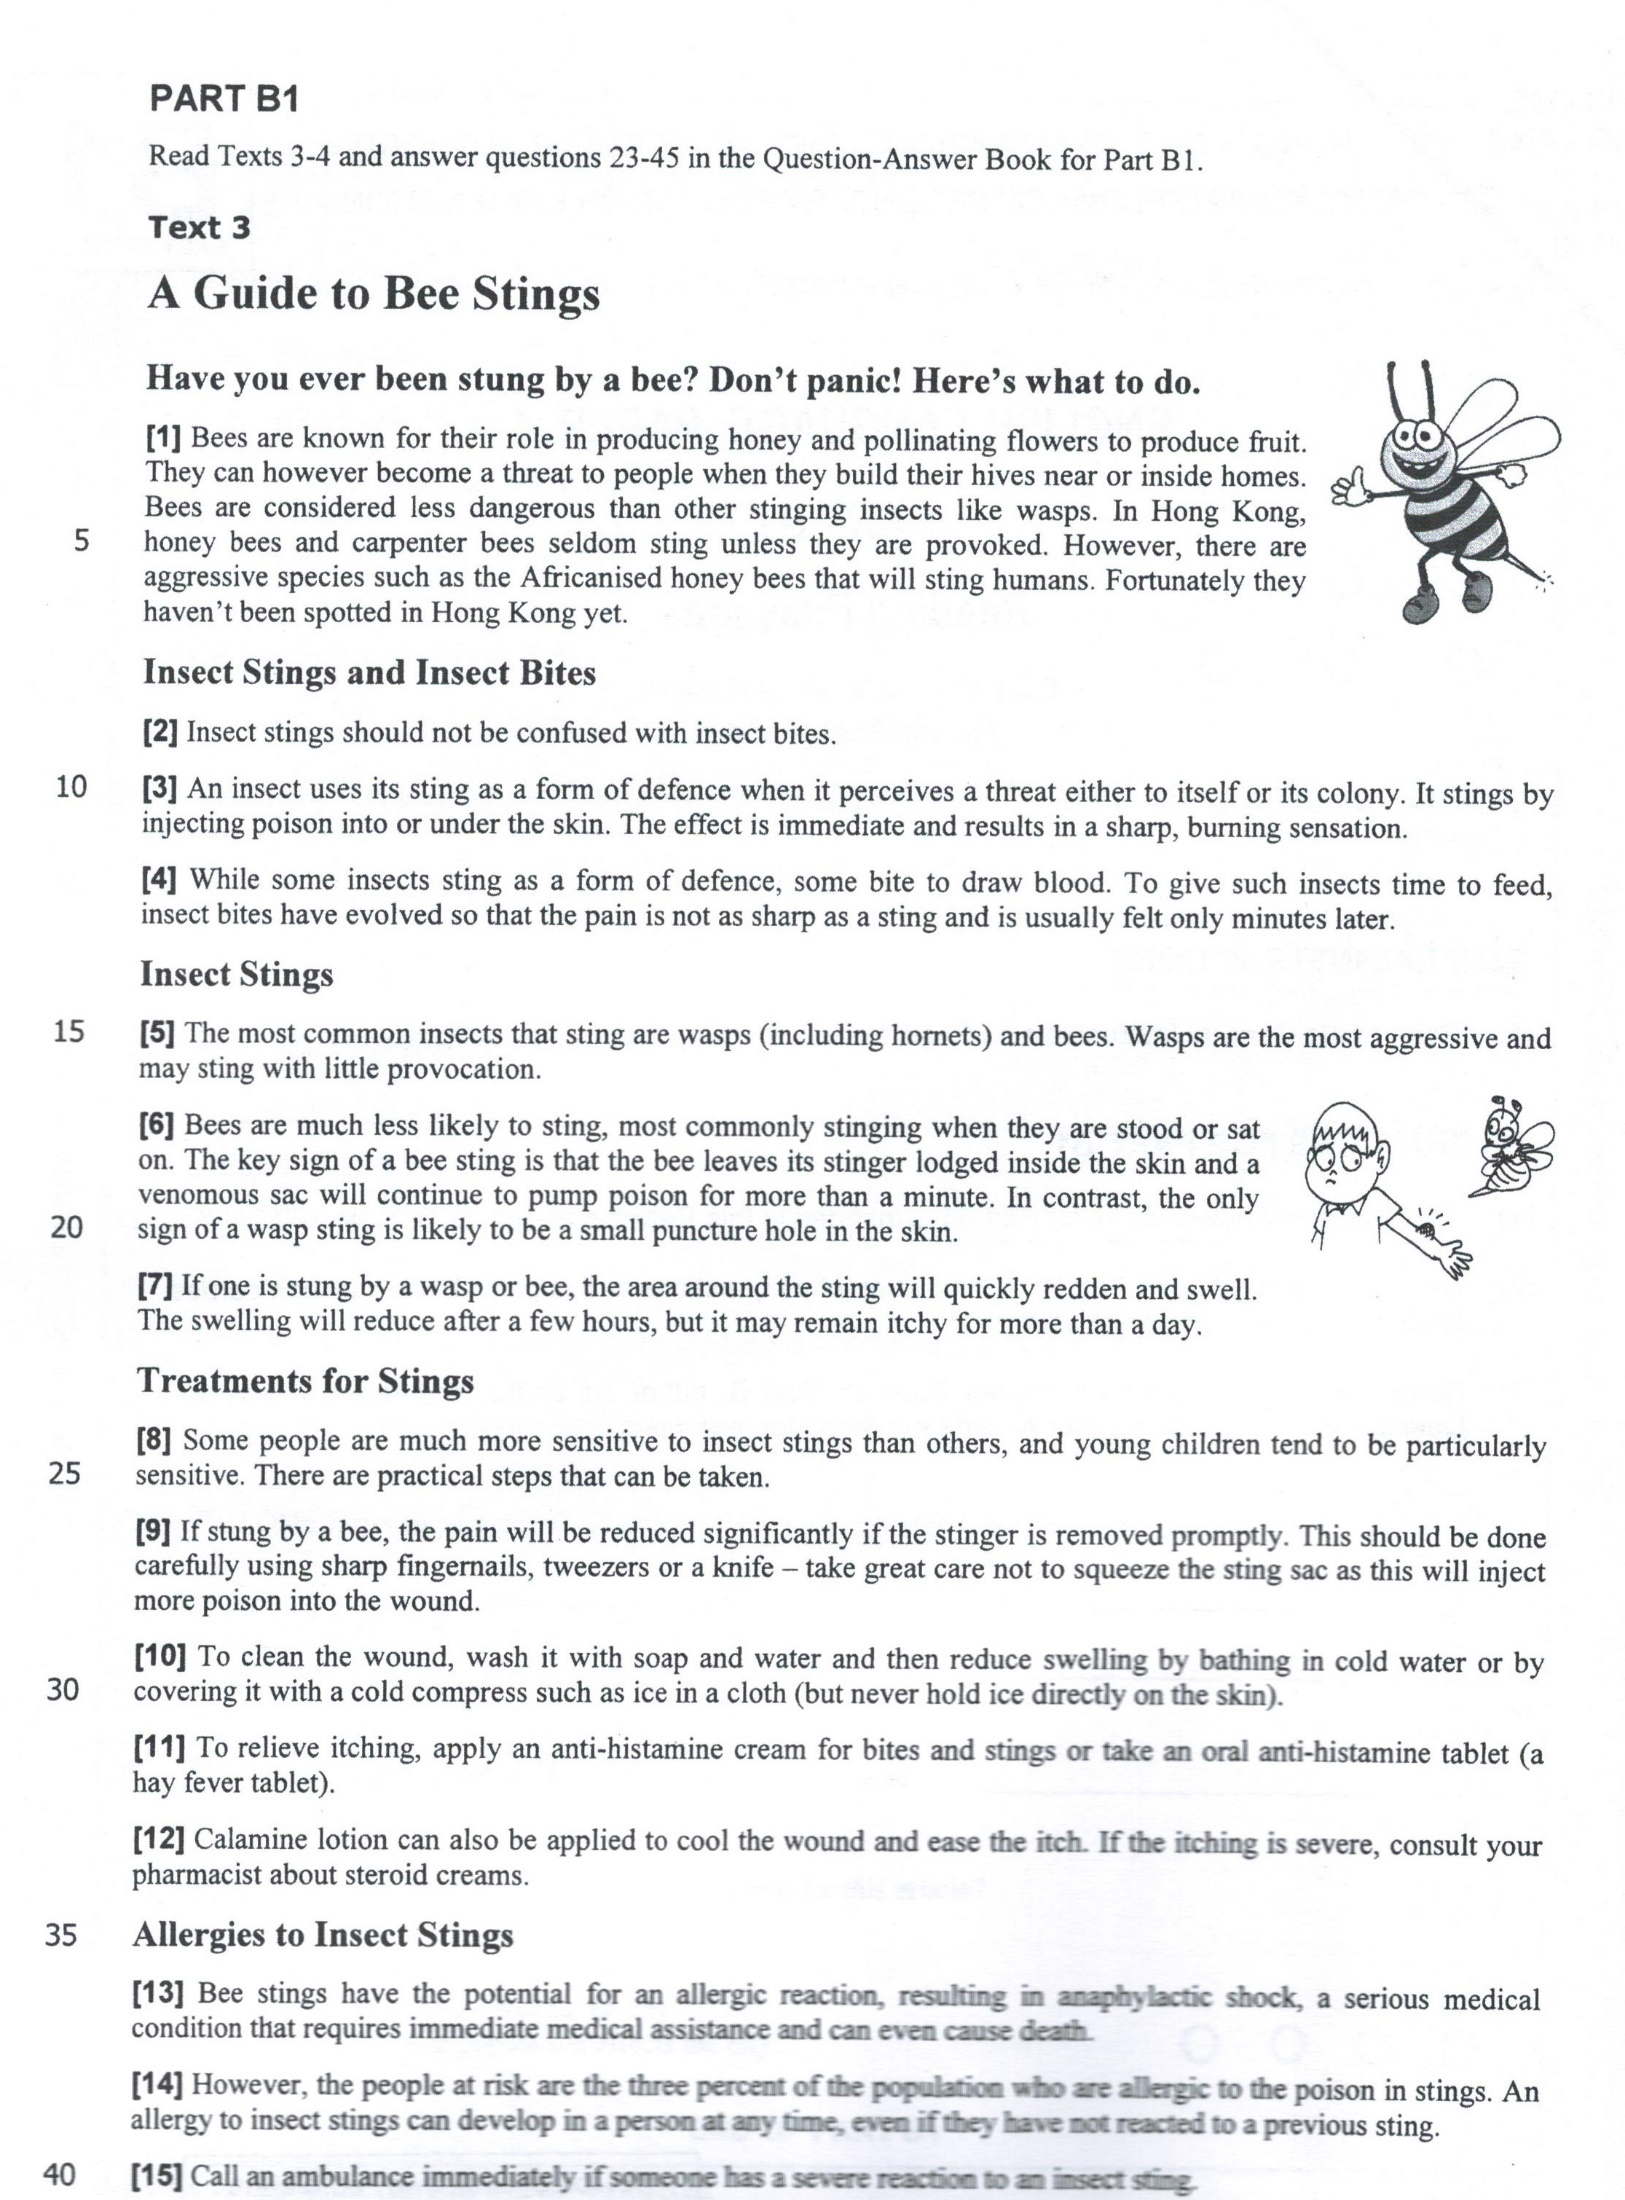 PART B1
Read Texts 3-4 and answer questions 23-45 in the Question-Answer Book for Part B1.
Text 3
A Guide to Bee Stings
Have you ever been stung by a bee? Don't panic! Here's what to do.
[1] Bees are known for their role in producing honey and pollinating flowers to produce fruit.
They can however become a threat to people when they build their hives near or inside homes.
Bees are considered less dangerous than other stinging insects like wasps. In Hong Kong,
5 honey bees and carpenter bees seldom sting unless they are provoked. However, there are
aggressive species such as the Africanised honey bees that will sting humans. Fortunately they
haven't been spotted in Hong Kong yet.
Insect Stings and Insect Bites
[2] Insect stings should not be confused with insect bites.
10 [3] An insect uses its sting as a form of defence when it perceives a threat either to itself or its colony. It stings by
injecting poison into or under the skin. The effect is immediate and results in a sharp, burning sensation.
[4] While some insects sting as a form of defence, some bite to draw blood. To give such insects time to feed,
insect bites have evolved so that the pain is not as sharp as a sting and is usually felt only minutes later.
Insect Stings
15 [5] The most common insects that sting are wasps (including hornets) and bees. Wasps are the most aggressive and
may sting with little provocation.
[6] Bees are much less likely to sting, most commonly stinging when they are stood or sat
on. The key sign of a bee sting is that the bee leaves its stinger lodged inside the skin and a
venomous sac will continue to pump poison for more than a minute. In contrast, the only
20 sign of a wasp sting is likely to be a small puncture hole in the skin.
[7] If one is stung by a wasp or bee, the area around the sting will quickly redden and swell.
The swelling will reduce after a few hours, but it may remain itchy for more than a day.
Treatments for Stings
[8] Some people are much more sensitive to insect stings than others, and young children tend to be particularly
25 sensitive. There are practical steps that can be taken.
[9] If stung by a bee, the pain will be reduced significantly if the stinger is removed promptly. This should be done
carefully using sharp fingernails, tweezers or a knife – take great care not to squeeze the sting sac as this will inject
more poison into the wound.
[10] To clean the wound, wash it with soap and water and then reduce swelling by bathing in cold water or by
30 covering it with a cold compress such as ice in a cloth (but never hold ice directly on the skin).
[11] To relieve itching, apply an anti-histamine cream for bites and stings or take an oral anti-histamine tablet (a
hay fever tablet).
[12] Calamine lotion can also be applied to cool the wound and ease the itch. If the itching is severe, consult your
pharmacist about steroid creams.
35 Allergies to Insect Stings
[13] Bee stings have the potential for an allergic reaction, resulting in anaphylactic shock, a serious medical
condition that requires immediate medical assistance and can even cause death.
[14] However, the people at risk are the three percent of the population who are allergic to the poison in stings. An
allergy to insect stings can develop in a person at any time, even if they have not reacted to a previous sting.
40 [15] Call an ambulance immediately if someone has a severe reaction to an insect sting.